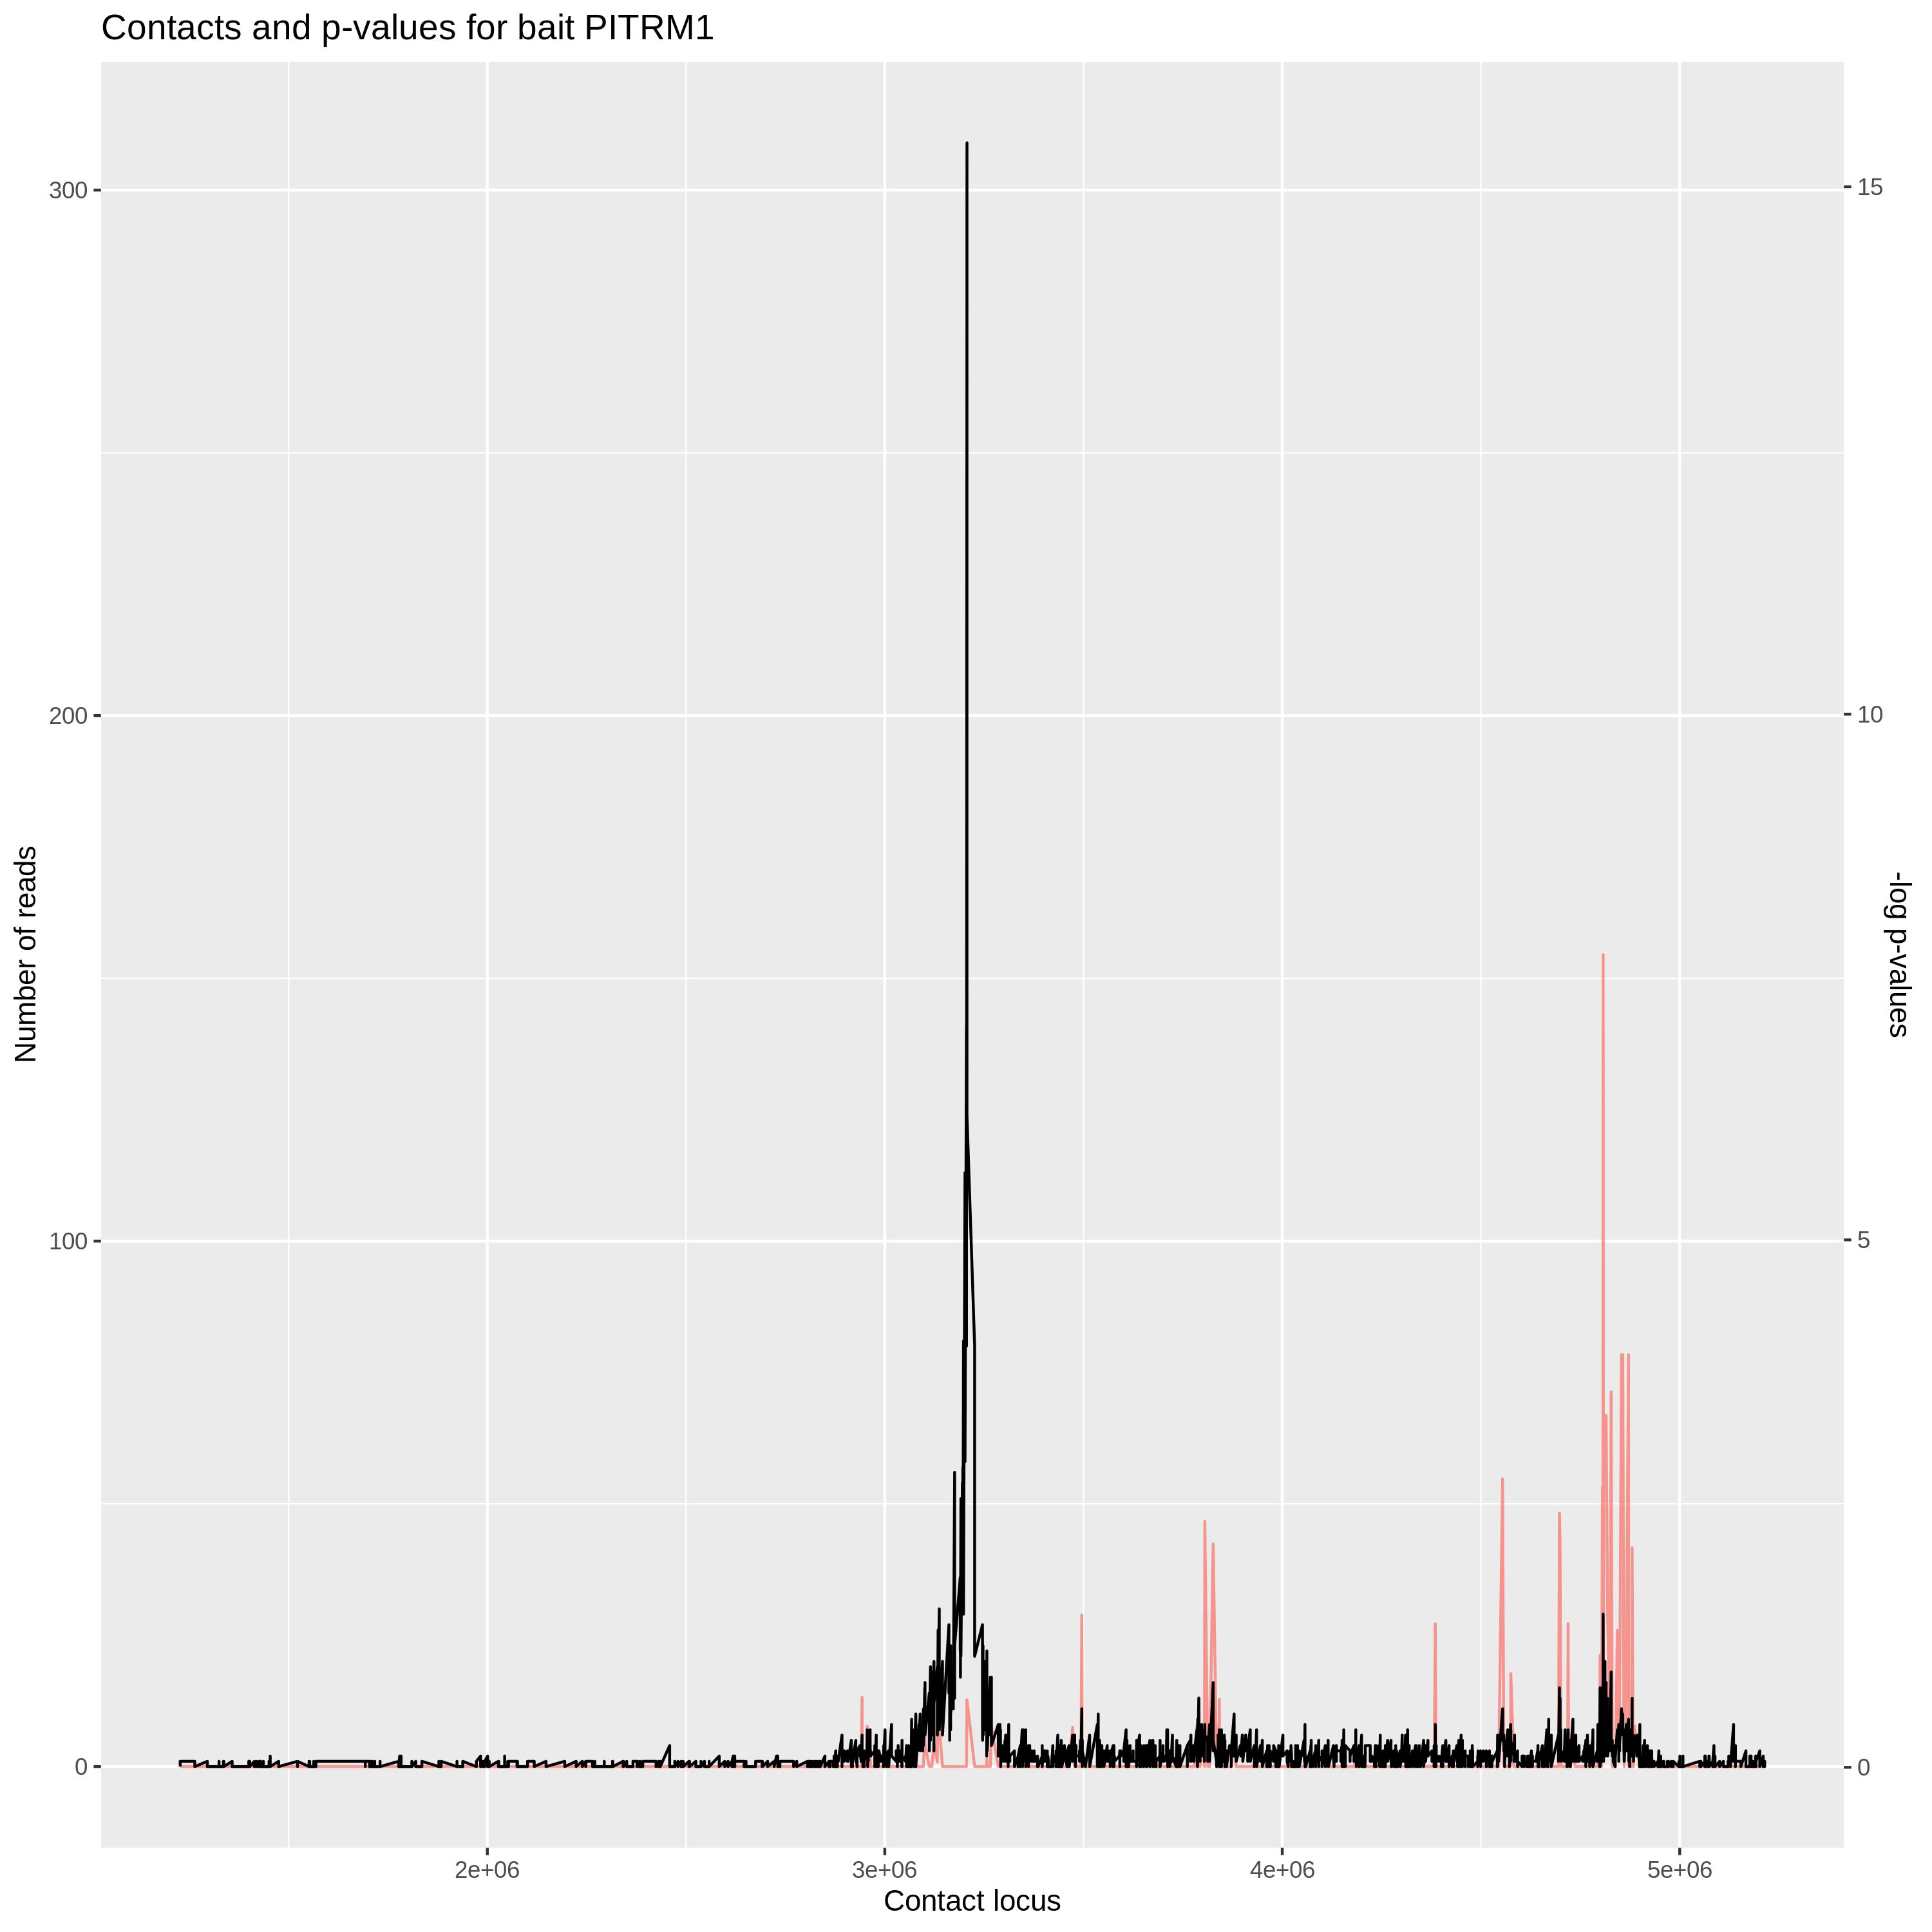 Contacts and p-values for bait PITRM1
300
200
100
0
15
10
5
0
Number of reads
-log p-values
2e+06
3e+06
4e+06
5e+06
Contact locus